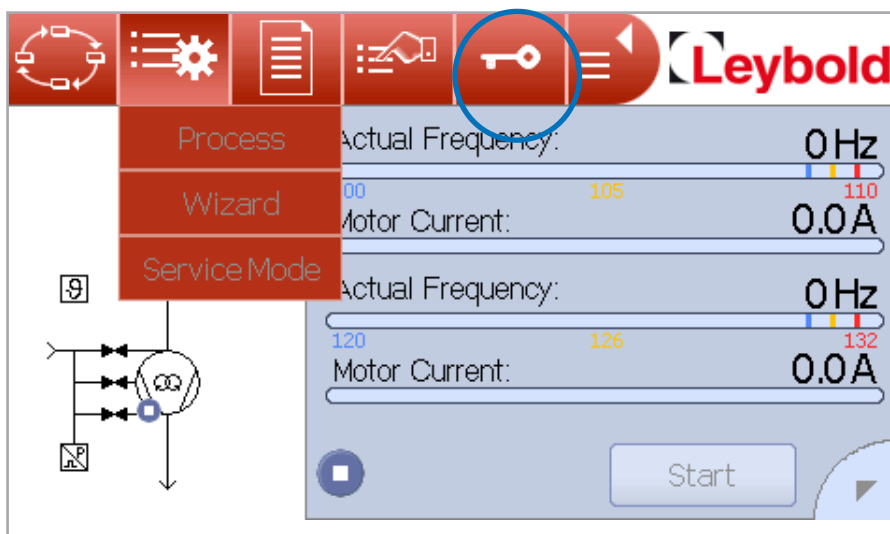 Leybold
Process
Wizard
Service Mode
Actual Frequency:
0 Hz
00
105
110
Motor Current:
0.0 A
Actual Frequency:
0 Hz
120
126
132
Motor Current:
0.0 A
P
Start